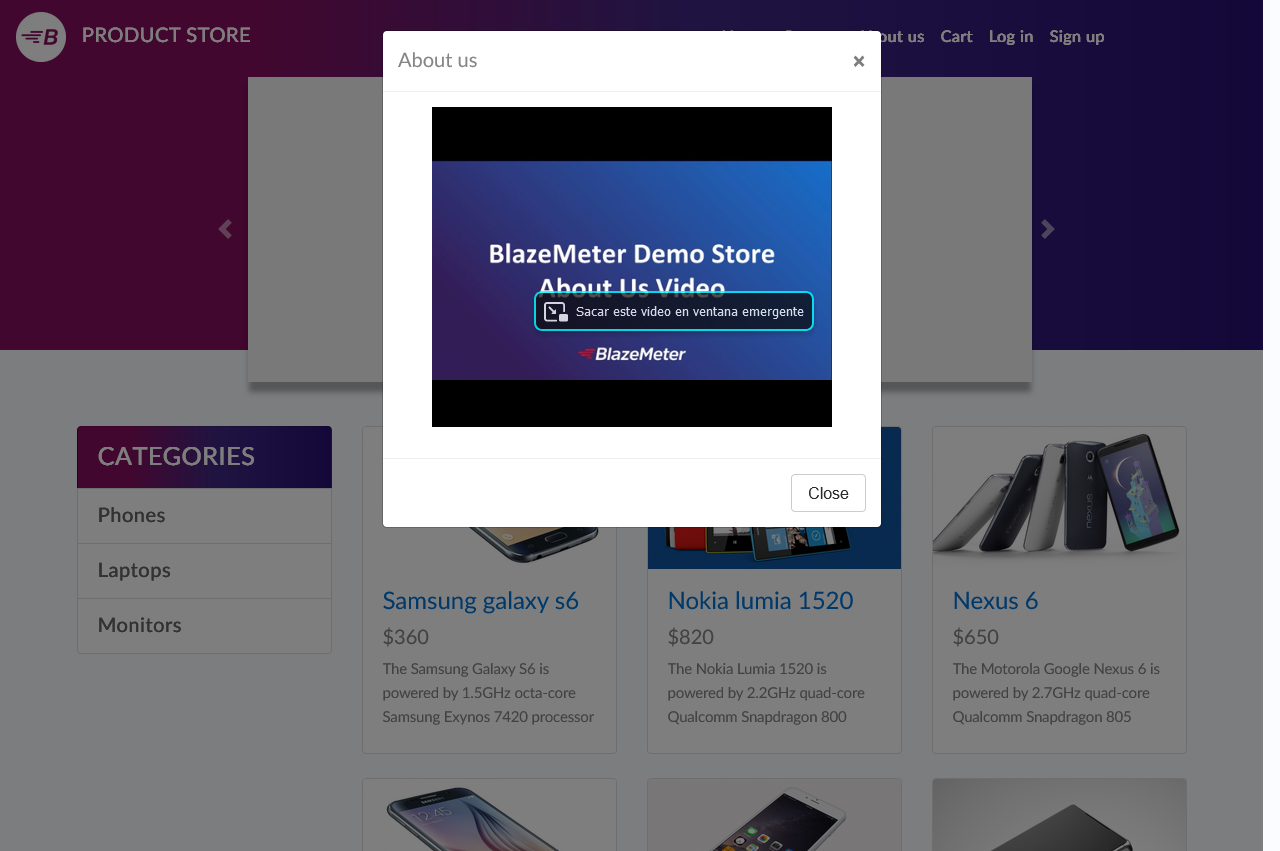 PRODUCT STORE
out us
Cart
Log in
Sign up
About us
×
BlazeMeter Demo Store
About Us Video
Sacar este video en ventana emergente
BlazeMeter
Close
CATEGORIES
Phones
Laptops
Monitors
Samsung galaxy s6
$360
The Samsung Galaxy S6 is
powered by 1.5GHz octa-core
Samsung Exynos 7420 processor
Nokia lumia 1520
$820
The Nokia Lumia 1520 is
powered by 2.2GHz quad-core
Qualcomm Snapdragon 800
Nexus 6
$650
The Motorola Google Nexus 6 is
powered by 2.7GHz quad-core
Qualcomm Snapdragon 805
12:45